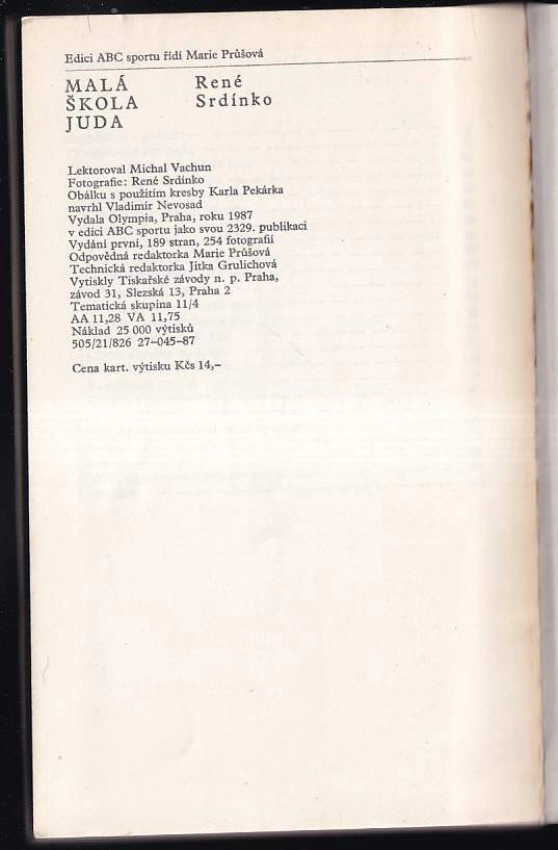 Edici ABC sportu řídí Marie Průšová
MALÁ
ŠKOLA
JUDA
René
Srdínko
Lektoroval Michal Vachun
Fotografie: René Srdínko
Obálku s použitím kresby Karla Pekárka
navrhl Vladimír Nevosad
Vydala Olympia, Praha, roku 1987
v edici ABC sportu jako svou 2329. publikaci
Vydání první, 189 stran, 254 fotografií
Odpovědná redaktorka Marie Průšová
Technická redaktorka Jitka Grulichová
Vytiskly Tiskařské závody n. p. Praha,
závod 31, Slezská 13, Praha 2
Tematická skupina 11/4
AA 11,28 VA 11,75
Náklad 25 000 výtisků
505/21/826 27–045–87
Cena kart. výtisku Kčs 14,–